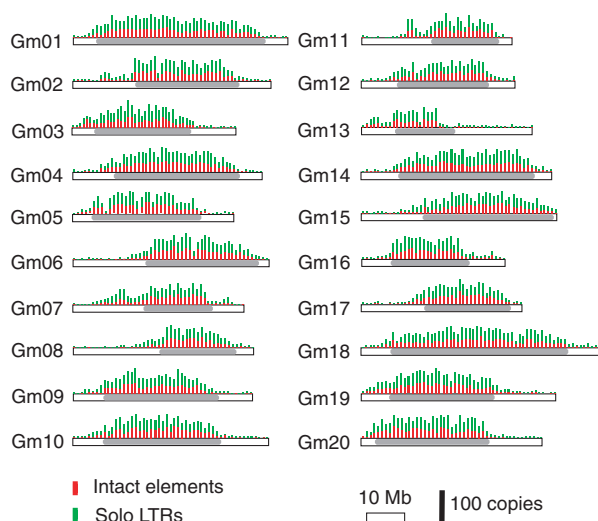 Gm01
Gm02
Gm03
Gm04
Gm05
Gm06
Gm07
Gm08
Gm09
Gm10
Gm11
Gm12
Gm13
Gm14
Gm15
Gm16
Gm17
Gm18
Gm19
Gm20
Intact elements
Solo LTRs
10 Mb
100 copies